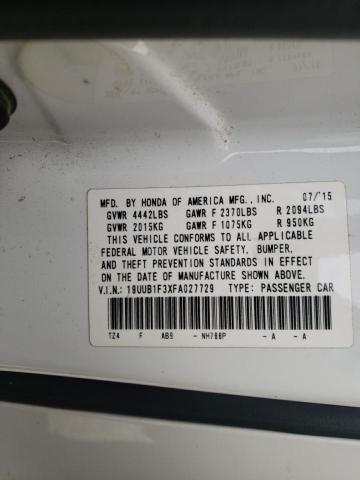 MFD. BY HONDA OF AMERICA MFG., INC. 07/'15
GVWR 4442LBS GAWR F 2370LBS R 2094LBS
GVWR 2015KG GAWR F 1075KG R 950KG
THIS VEHICLE CONFORMS TO ALL APPLICABLE
FEDERAL MOTOR VEHICLE SAFETY, BUMPER,
AND THEFT PREVENTION STANDARDS IN EFFECT
ON THE DATE OF MANUFACTURE SHOWN ABOVE.
V.I.N.: 19UUB1F3XFA027729 TYPE: PASSENGER CAR
TZ4 F AB9 - NH788P - A - A